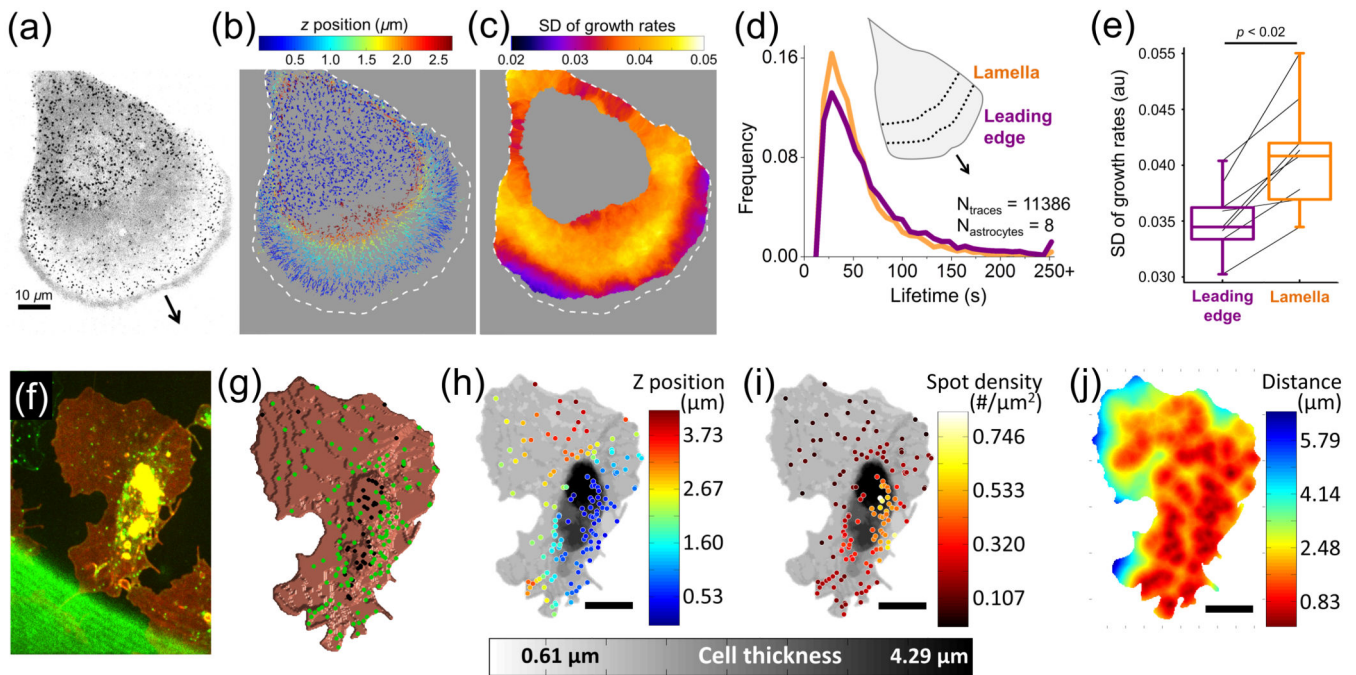 (a)
10 μm
(b)
z position (μm)
0.5 1.0 1.5 2.0 2.5
(c)
SD of growth rates
0.02 0.03 0.04 0.05
(d)
Frequency
0.16
0.08
0.00
0 50 100 150 200 250+
Lifetime (s)
Lamella
Leading
edge
Ntraces = 11386
Nastrocytes = 8
(e)
p < 0.02
SD of growth rates (au)
0.055
0.045
0.040
0.035
0.030
Leading
edge
Lamella
(f)
(g)
(h)
Z position
(μm)
3.73
2.67
1.60
0.53
(i)
Spot density
(#/μm²)
0.746
0.533
0.320
0.107
(j)
Distance
(μm)
5.79
4.14
2.48
0.83
0.61 μm Cell thickness 4.29 μm